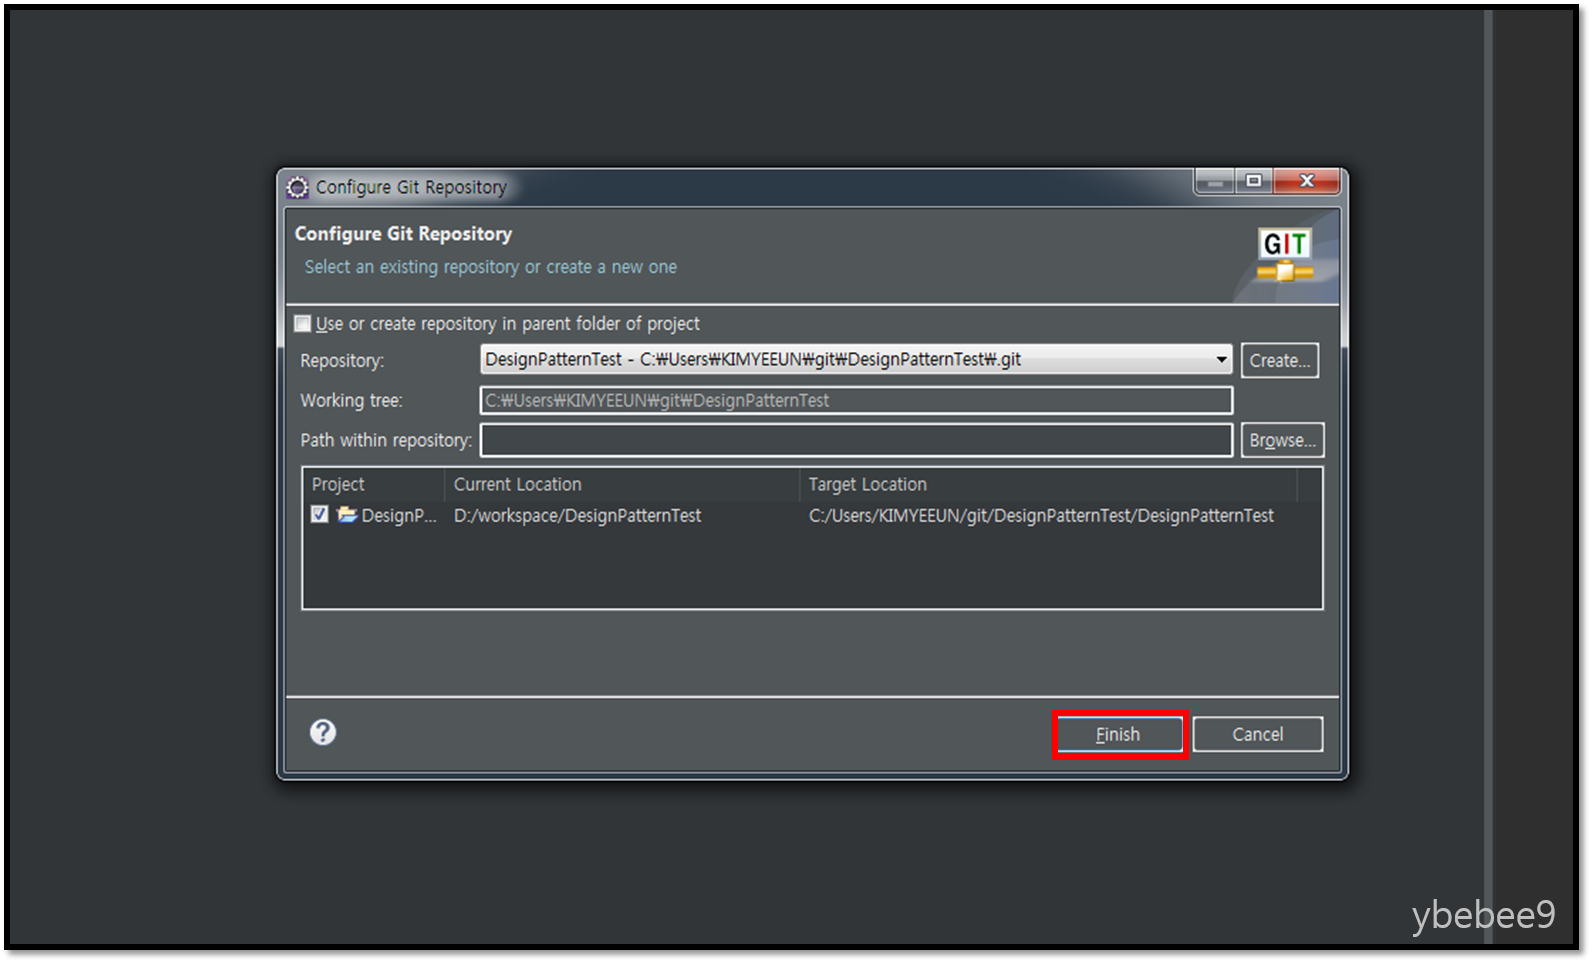 Configure Git Repository
Configure Git Repository
GIT
Select an existing repository or create a new one
Use or create repository in parent folder of project
Repository: DesignPatternTest - C:₩Users₩KIMYEEUN₩git₩DesignPatternTest₩.git Create...
Working tree: C:₩Users₩KIMYEEUN₩git₩DesignPatternTest
Path within repository: Browse...
Project Current Location Target Location
DesignP... D:/workspace/DesignPatternTest C:/Users/KIMYEEUN/git/DesignPatternTest/DesignPatternTest
? Finish Cancel
ybebee9